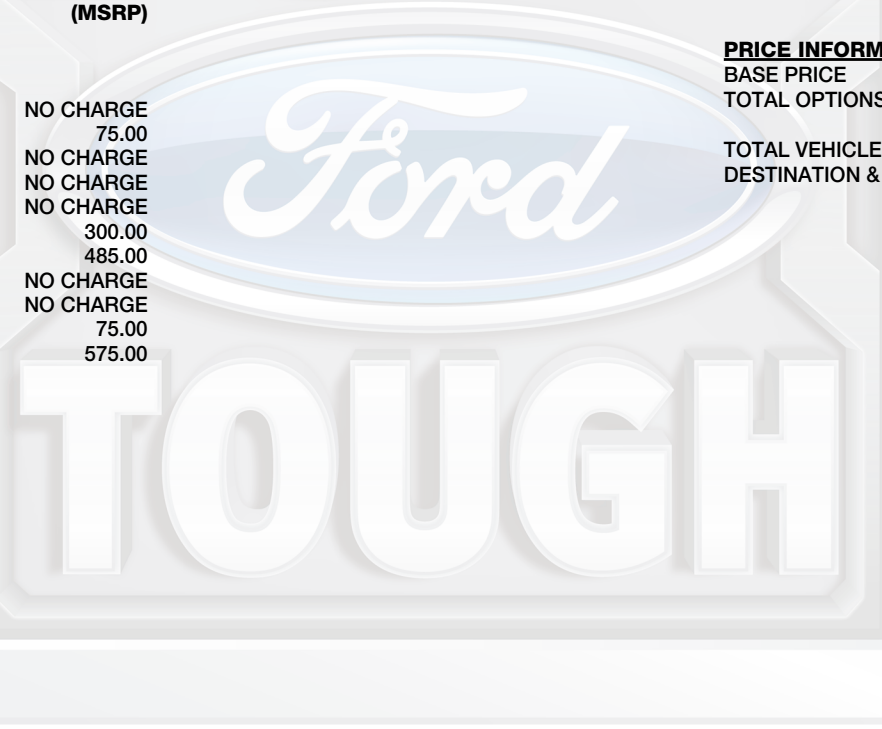 (MSRP)
NO CHARGE
75.00
NO CHARGE
NO CHARGE
NO CHARGE
300.00
485.00
NO CHARGE
NO CHARGE
75.00
575.00
PRICE INFORM
BASE PRICE
TOTAL OPTIONS
TOTAL VEHICLE
DESTINATION &
Ford
TOUGH